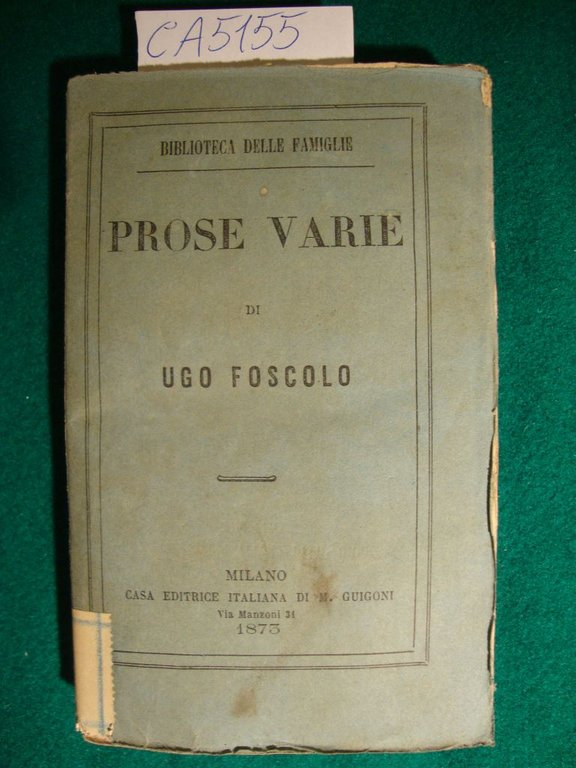 CA5155
BIBLIOTECA DELLE FAMIGLIE
PROSE VARIE
DI
UGO FOSCOLO
MILANO
CASA EDITRICE ITALIANA DI M. GUIGONI
Via Manzoni 31
1873